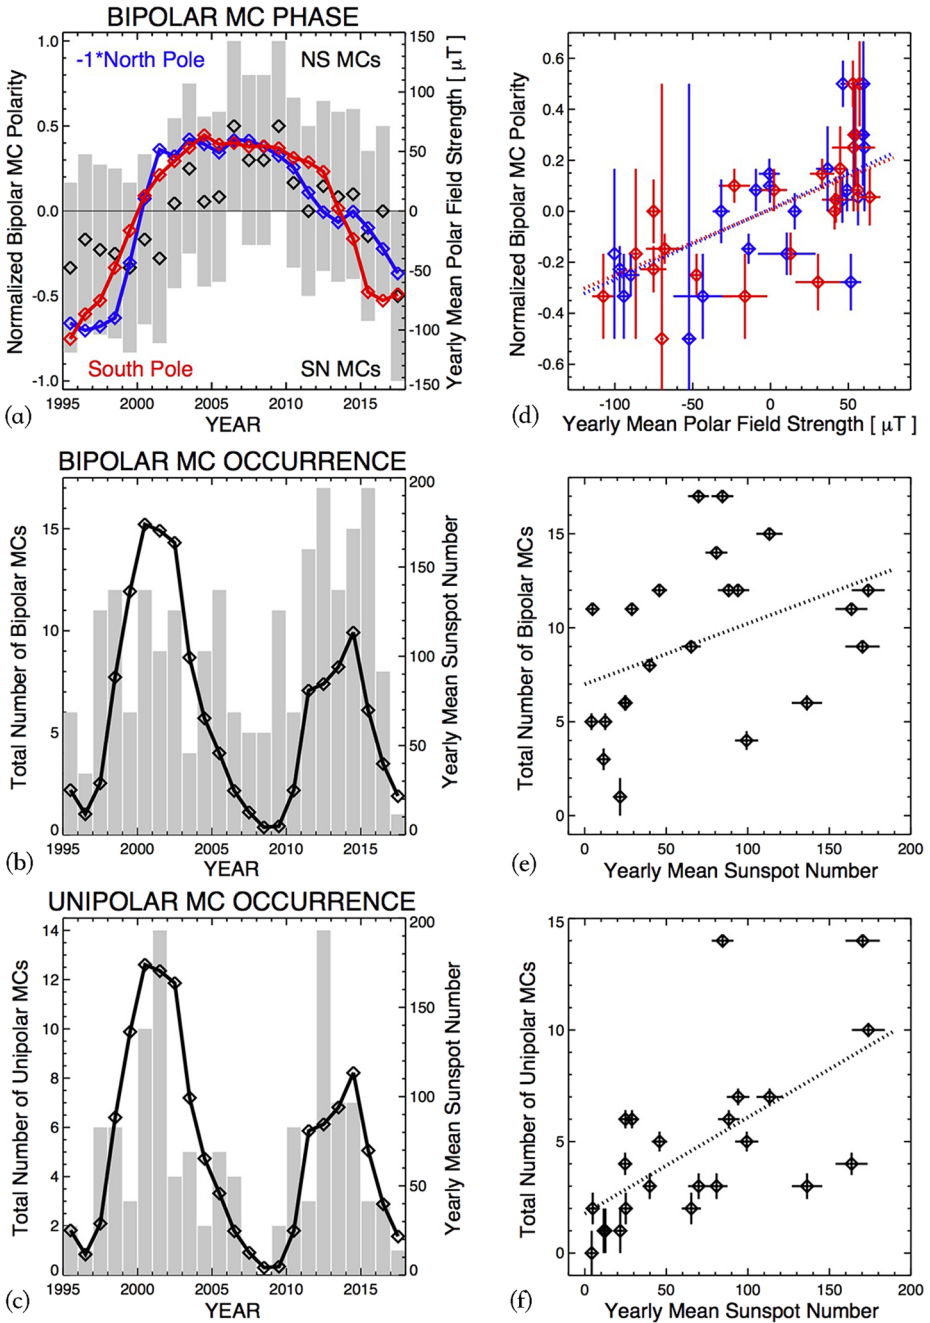 BIPOLAR MC PHASE
-1*North Pole
NS MCs
South Pole
SN MCs
1.0
0.5
0.0
-0.5
-1.0
Normalized Bipolar MC Polarity
150
100
50
0
-50
-100
-150
Yearly Mean Polar Field Strength [ μT ]
1995 2000 2005 2010 2015
YEAR
(a)
0.6
0.4
0.2
0.0
-0.2
-0.4
-0.6
Normalized Bipolar MC Polarity
-100 -50 0 50
Yearly Mean Polar Field Strength [ μT ]
(d)
BIPOLAR MC OCCURRENCE
15
10
5
0
Total Number of Bipolar MCs
200
150
100
50
0
Yearly Mean Sunspot Number
1995 2000 2005 2010 2015
YEAR
(b)
15
10
5
0
Total Number of Bipolar MCs
0 50 100 150 200
Yearly Mean Sunspot Number
(e)
UNIPOLAR MC OCCURRENCE
14
12
10
8
6
4
2
0
Total Number of Unipolar MCs
200
150
100
50
0
Yearly Mean Sunspot Number
1995 2000 2005 2010 2015
YEAR
(c)
15
10
5
0
Total Number of Unipolar MCs
0 50 100 150 200
Yearly Mean Sunspot Number
(f)